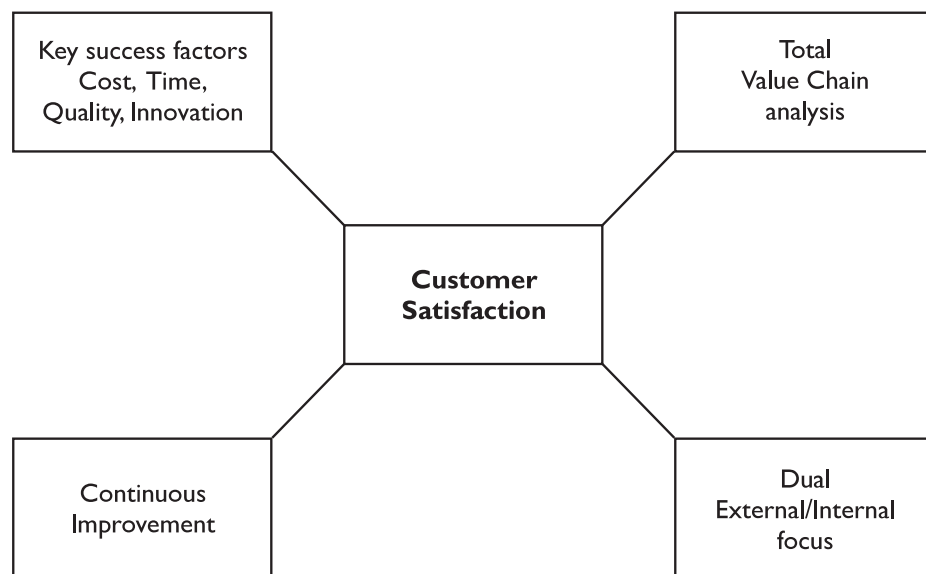 Key success factors
Cost, Time,
Quality, Innovation
Total
Value Chain
analysis
Customer
Satisfaction
Continuous
Improvement
Dual
External/Internal
focus